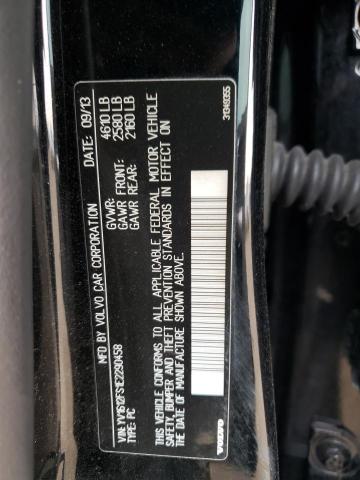 MFD BY VOLVO CAR CORPORATION DATE: 09/13
GVWR: 4610 LB
GAWR FRONT: 2580 LB
GAWR REAR: 2160 LB
VIN: YV1612FS1E2290458
TYPE: PC
THIS VEHICLE CONFORMS TO ALL APPLICABLE FEDERAL MOTOR VEHICLE
SAFETY, BUMPER AND THEFT PREVENTION STANDARDS IN EFFECT ON
THE DATE OF MANUFACTURE SHOWN ABOVE.
VOLVO
31349355